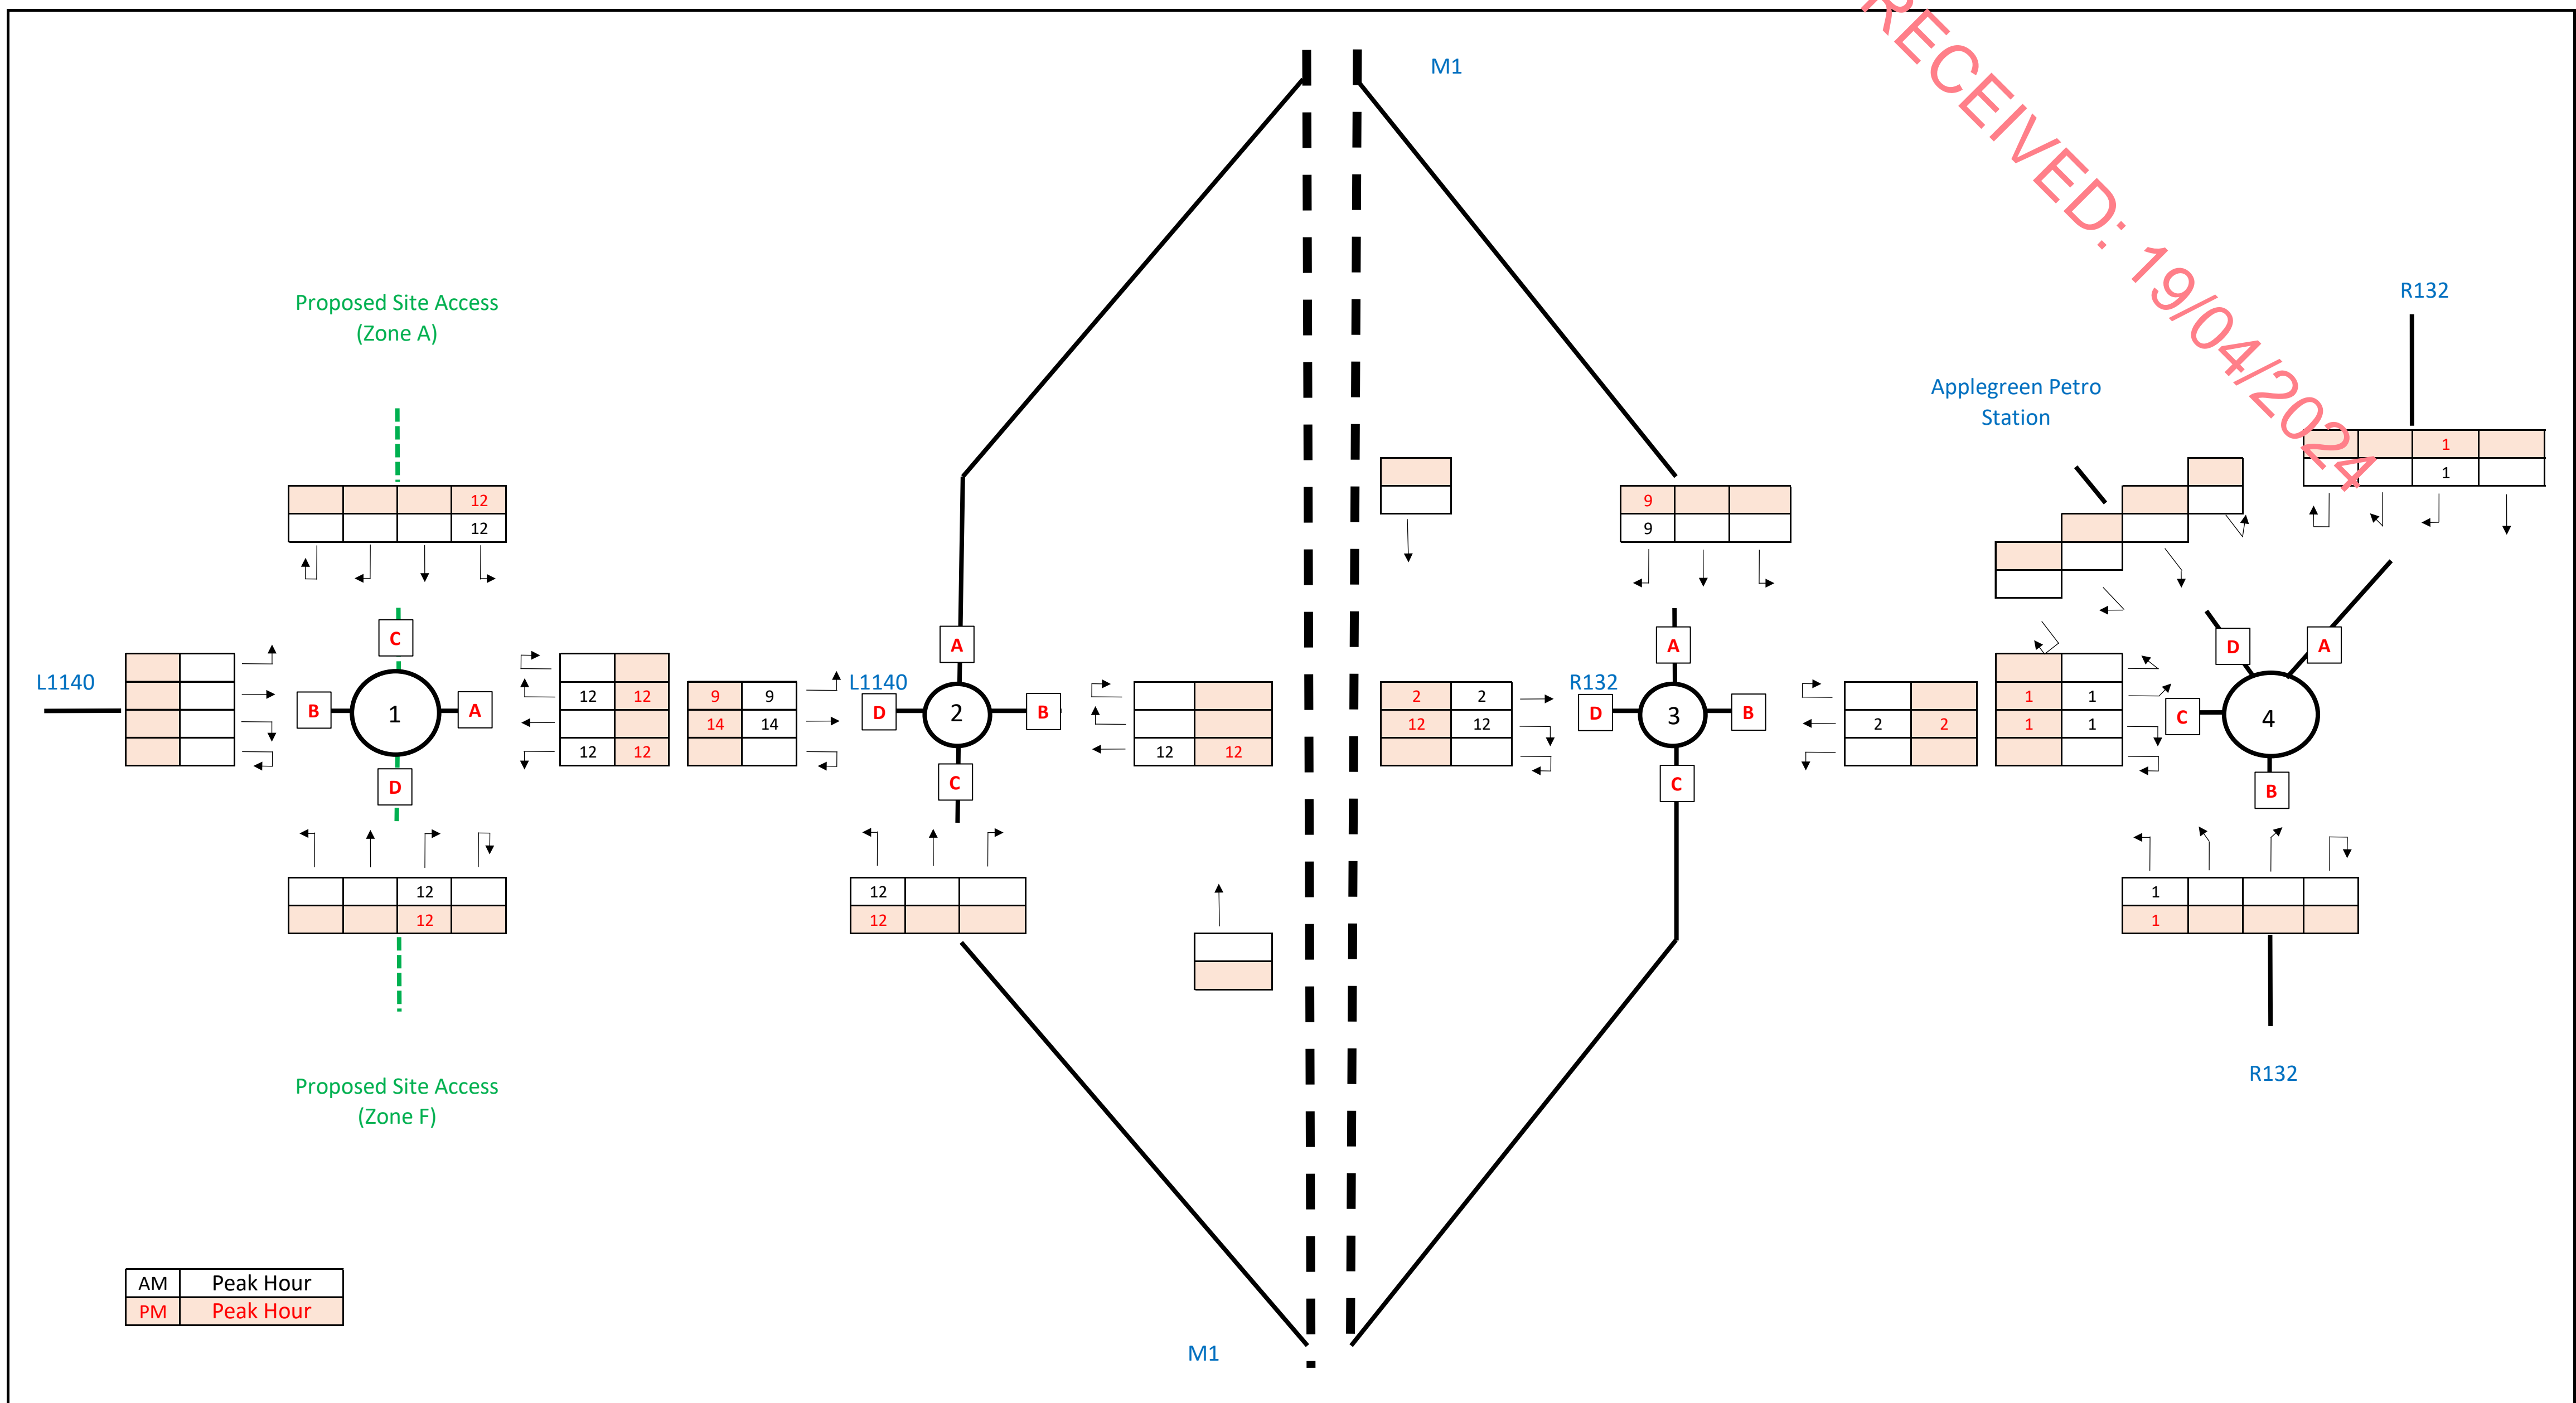 RECEIVED: 19/04/2024
M1
R132
Proposed Site Access
(Zone A)
Applegreen Petro
Station
1
1
12
12
9
9
C
A
A
D
A
L1140
B
1
A
12
12
12
12
9
9
14
14
L1140
D
2
B
12
12
2
2
12
12
R132
D
3
B
2
2
1
1
1
1
C
4
D
C
C
B
12
12
12
12
1
1
Proposed Site Access
(Zone F)
R132
AM Peak Hour
PM Peak Hour
M1